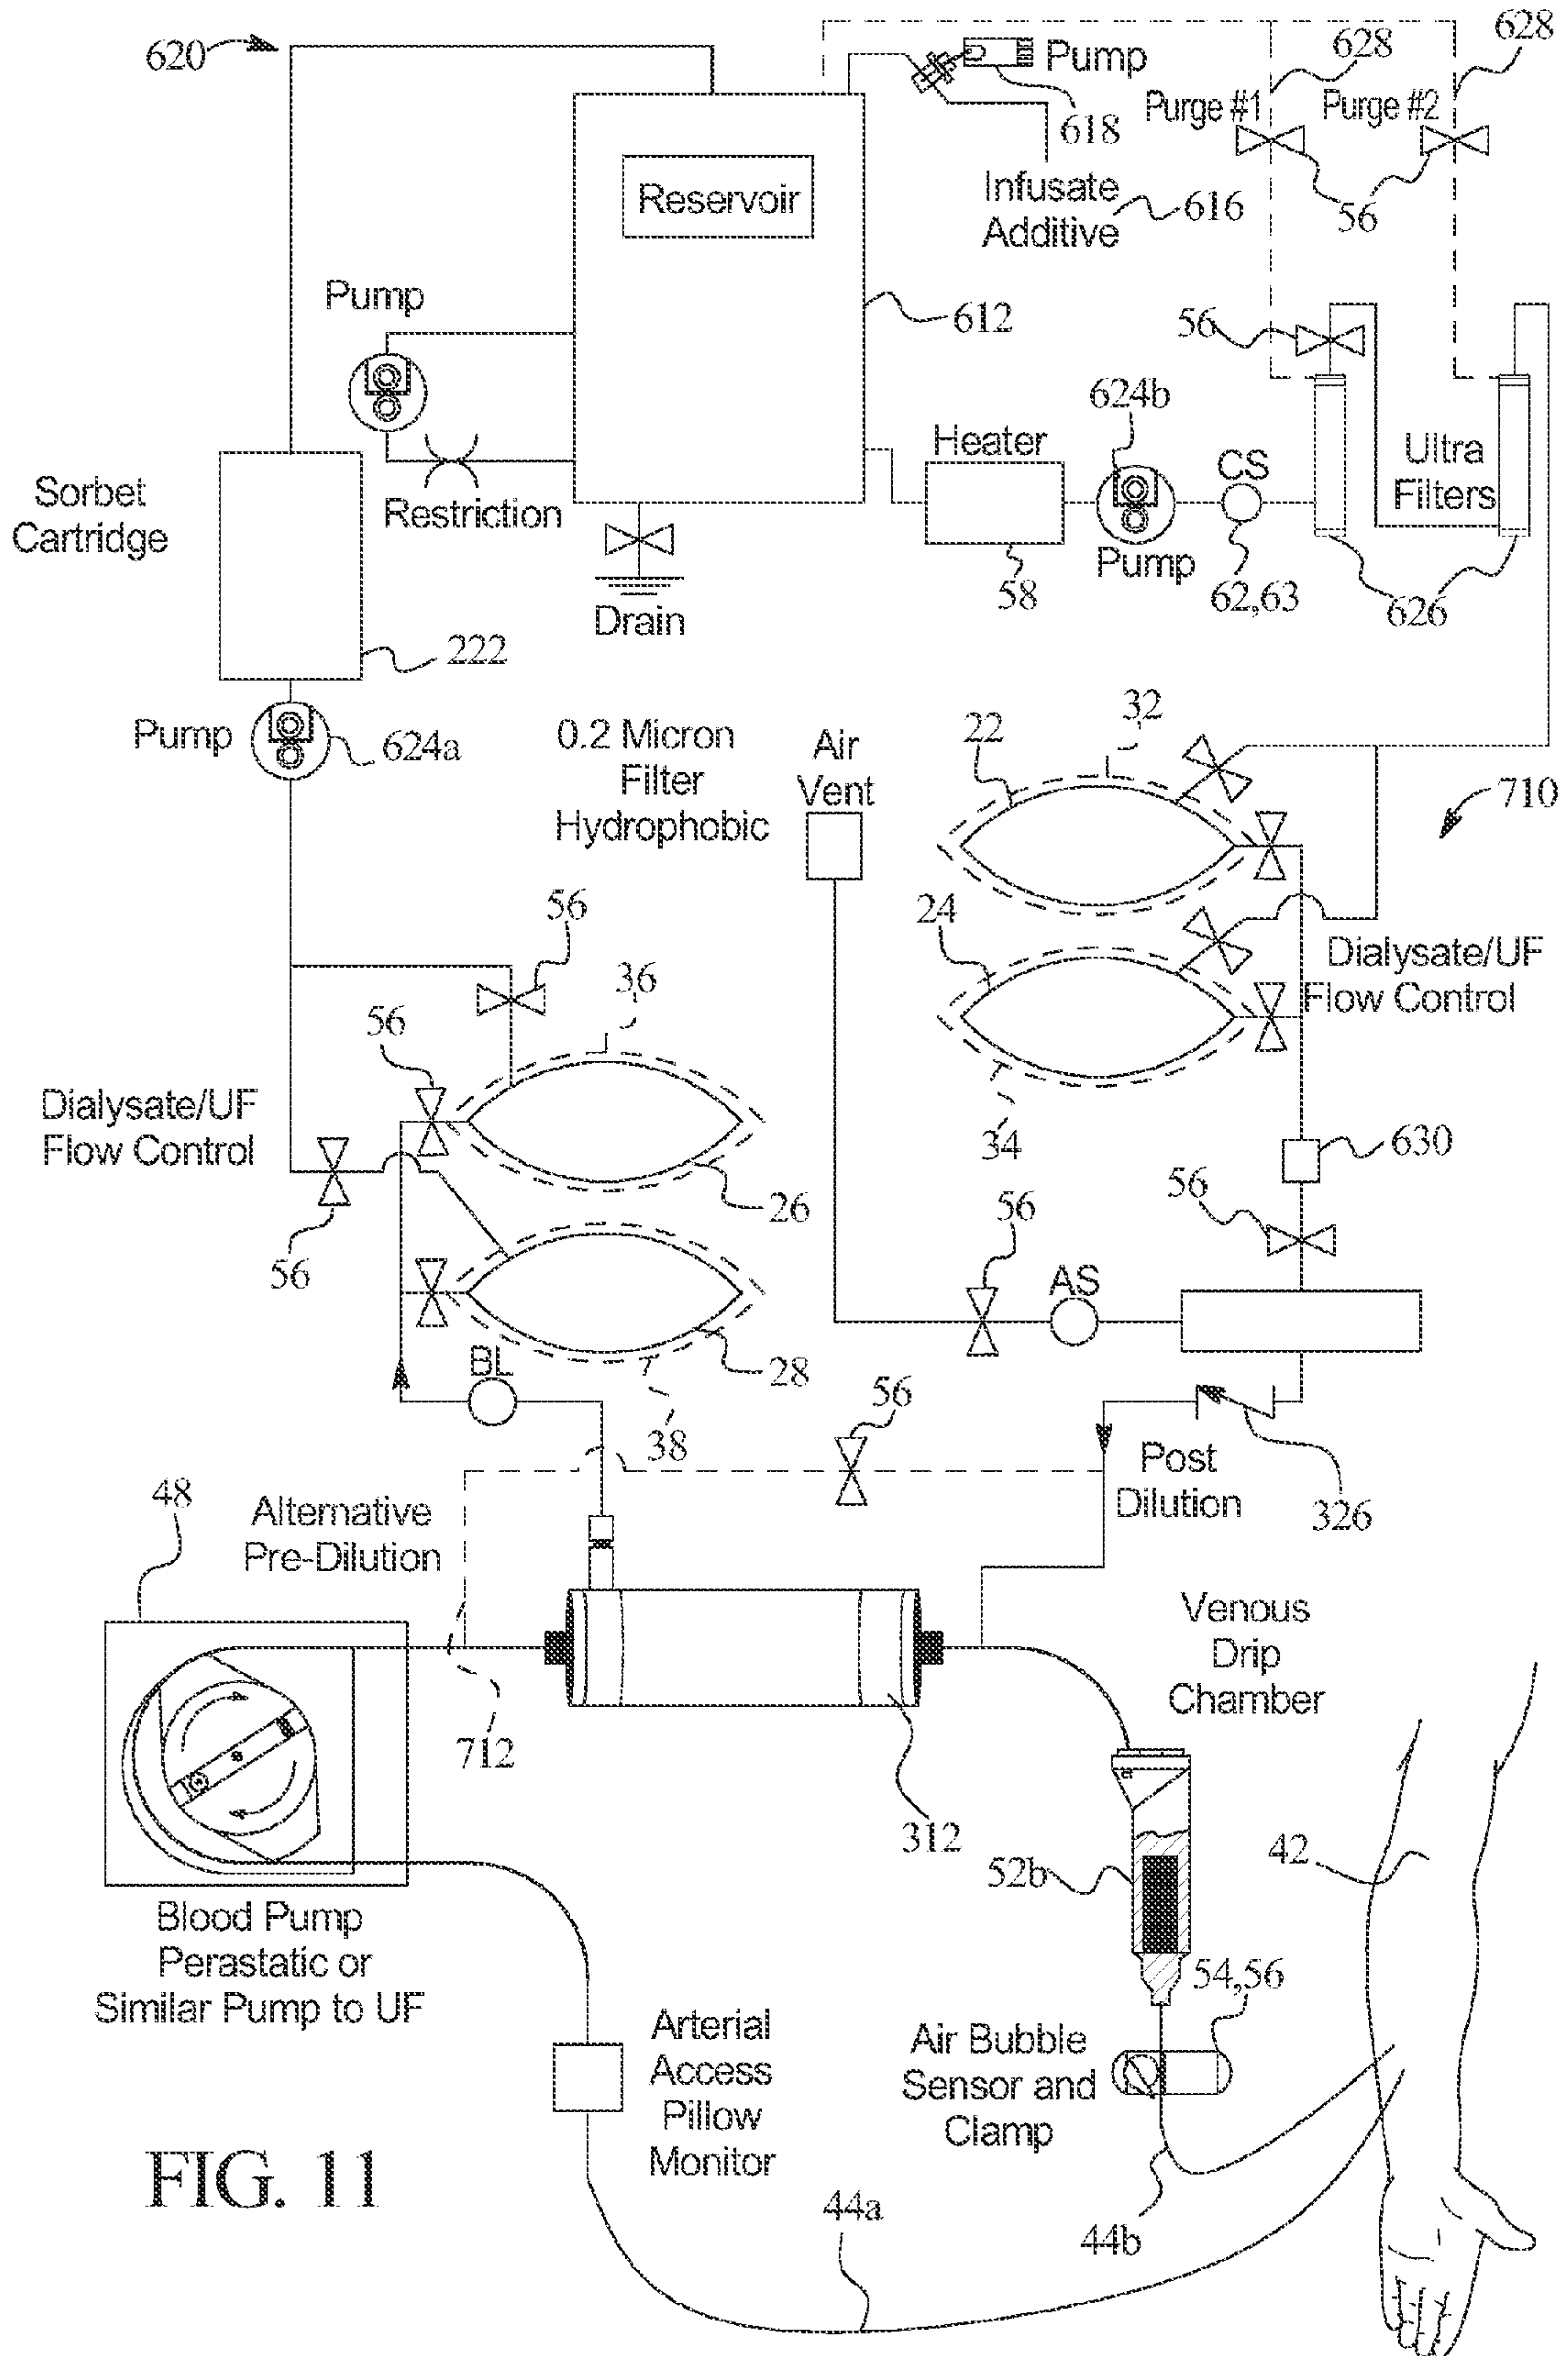 620
Pump
618
628
628
Purge #1
Purge #2
56
Reservoir
Infusate
Additive
616
Pump
612
56
624b
Heater
CS
Ultra
Filters
Sorbet
Cartridge
Restriction
Pump
58
62,63
626
Drain
222
Pump
624a
0.2 Micron
Filter
Hydrophobic
Air
Vent
22
32
710
56
24
Dialysate/UF
Flow Control
36
56
Dialysate/UF
Flow Control
34
630
26
56
56
56
AS
BL
28
56
38
Post
Dilution
326
48
Alternative
Pre-Dilution
Venous
Drip
Chamber
712
312
52b
42
Blood Pump
Perastatic or
Similar Pump to UF
54,56
Arterial
Access
Pillow
Monitor
Air Bubble
Sensor and
Clamp
FIG. 11
44a
44b